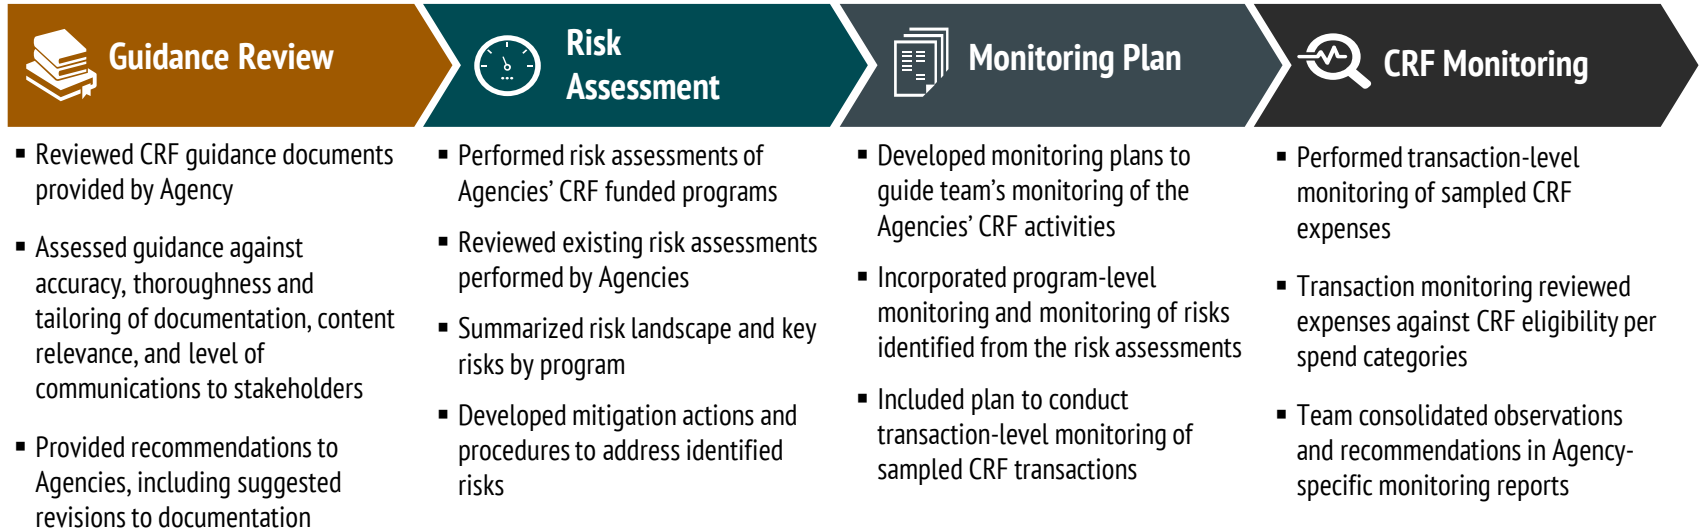 Guidance Review
▪ Reviewed CRF guidance documents
provided by Agency
▪ Assessed guidance against
accuracy, thoroughness and
tailoring of documentation, content
relevance, and level of
communications to stakeholders
▪ Provided recommendations to
Agencies, including suggested
revisions to documentation
Risk
Assessment
▪ Performed risk assessments of
Agencies’ CRF funded programs
▪ Reviewed existing risk assessments
performed by Agencies
▪ Summarized risk landscape and key
risks by program
▪ Developed mitigation actions and
procedures to address identified
risks
Monitoring Plan
▪ Developed monitoring plans to
guide team’s monitoring of the
Agencies’ CRF activities
▪ Incorporated program-level
monitoring and monitoring of risks
identified from the risk assessments
▪ Included plan to conduct
transaction-level monitoring of
sampled CRF transactions
CRF Monitoring
▪ Performed transaction-level
monitoring of sampled CRF
expenses
▪ Transaction monitoring reviewed
expenses against CRF eligibility per
spend categories
▪ Team consolidated observations
and recommendations in Agency-
specific monitoring reports